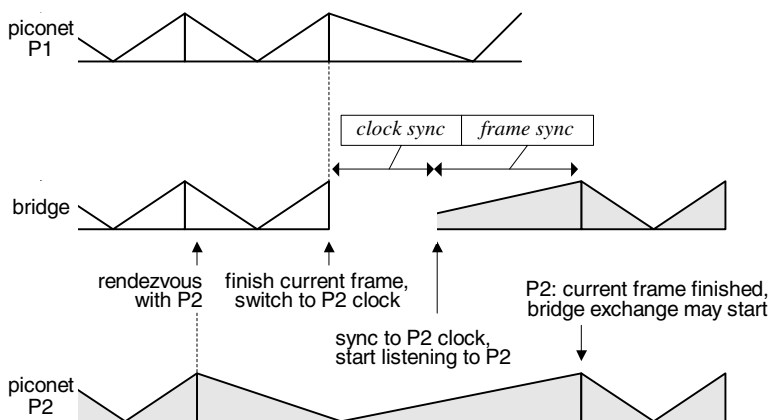 piconet
P1
clock sync
frame sync
bridge
rendezvous
with P2
finish current frame,
switch to P2 clock
sync to P2 clock,
start listening to P2
P2: current frame finished,
bridge exchange may start
piconet
P2